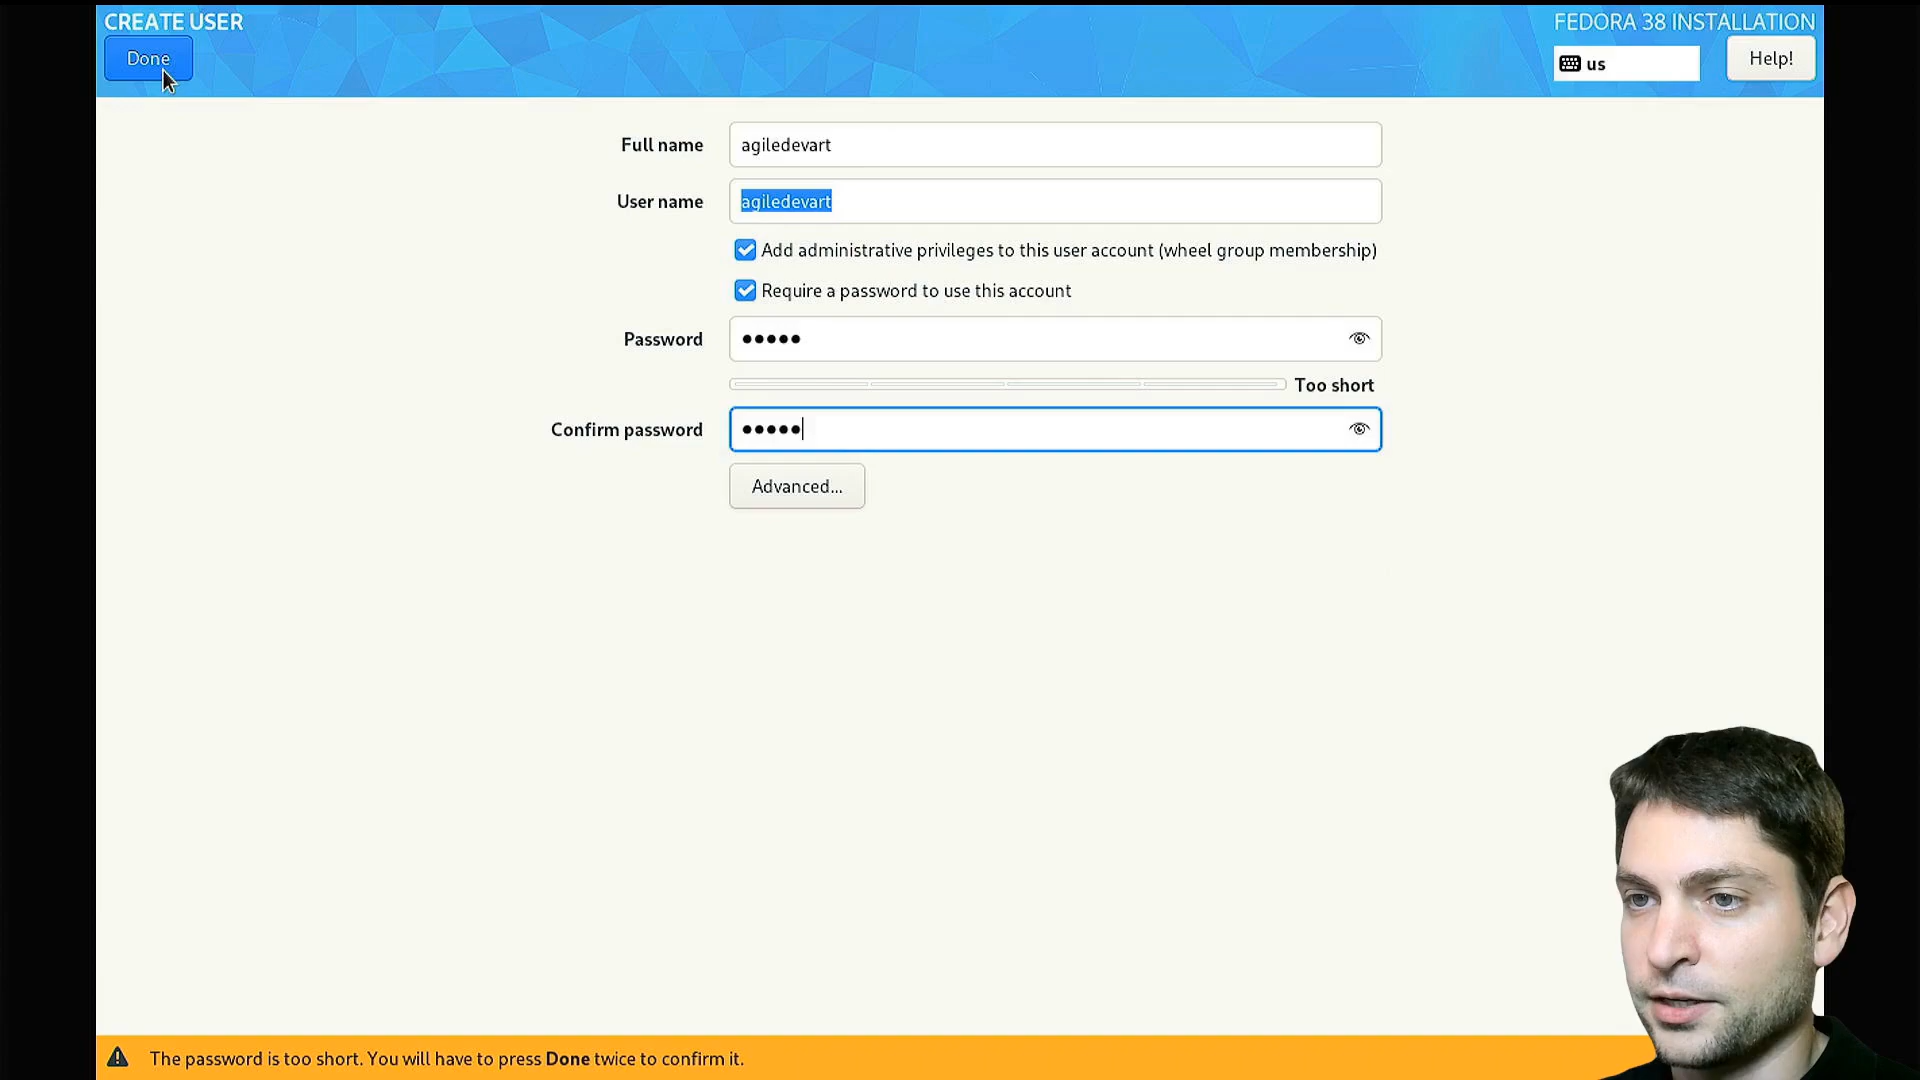 CREATE USER
FEDORA 38 INSTALLATION
Done
us
Help!
Full name
agiledevart
User name
agiledevart
Add administrative privileges to this user account (wheel group membership)
Require a password to use this account
Password
●●●●●
Too short
Confirm password
●●●●●
Advanced...
The password is too short. You will have to press Done twice to confirm it.